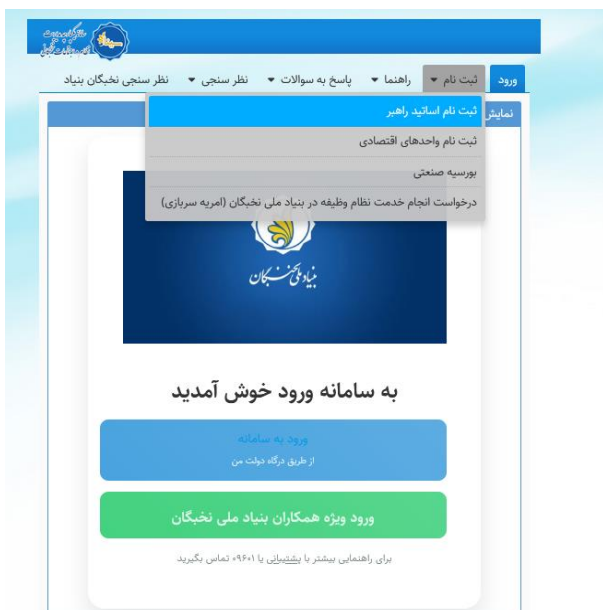 ورود ثبت نام راهنما پاسخ به سوالات نظر سنجی نظر سنجی نخبگان بنیاد
نمایش
ثبت نام اساتید راهبر
ثبت نام واحدهای اقتصادی
بورسیه صنعتی
درخواست انجام خدمت نظام وظیفه در بنیاد ملی نخبگان (امریه سربازی)
بنیاد ملی نخبگان
به سامانه ورود خوش آمدید
ورود به سامانه
از طریق درگاه دولت من
ورود ویژه همکاران بنیاد ملی نخبگان
برای راهنمایی بیشتر با پشتیبانی یا ۰۹۶۰۱ تماس بگیرید